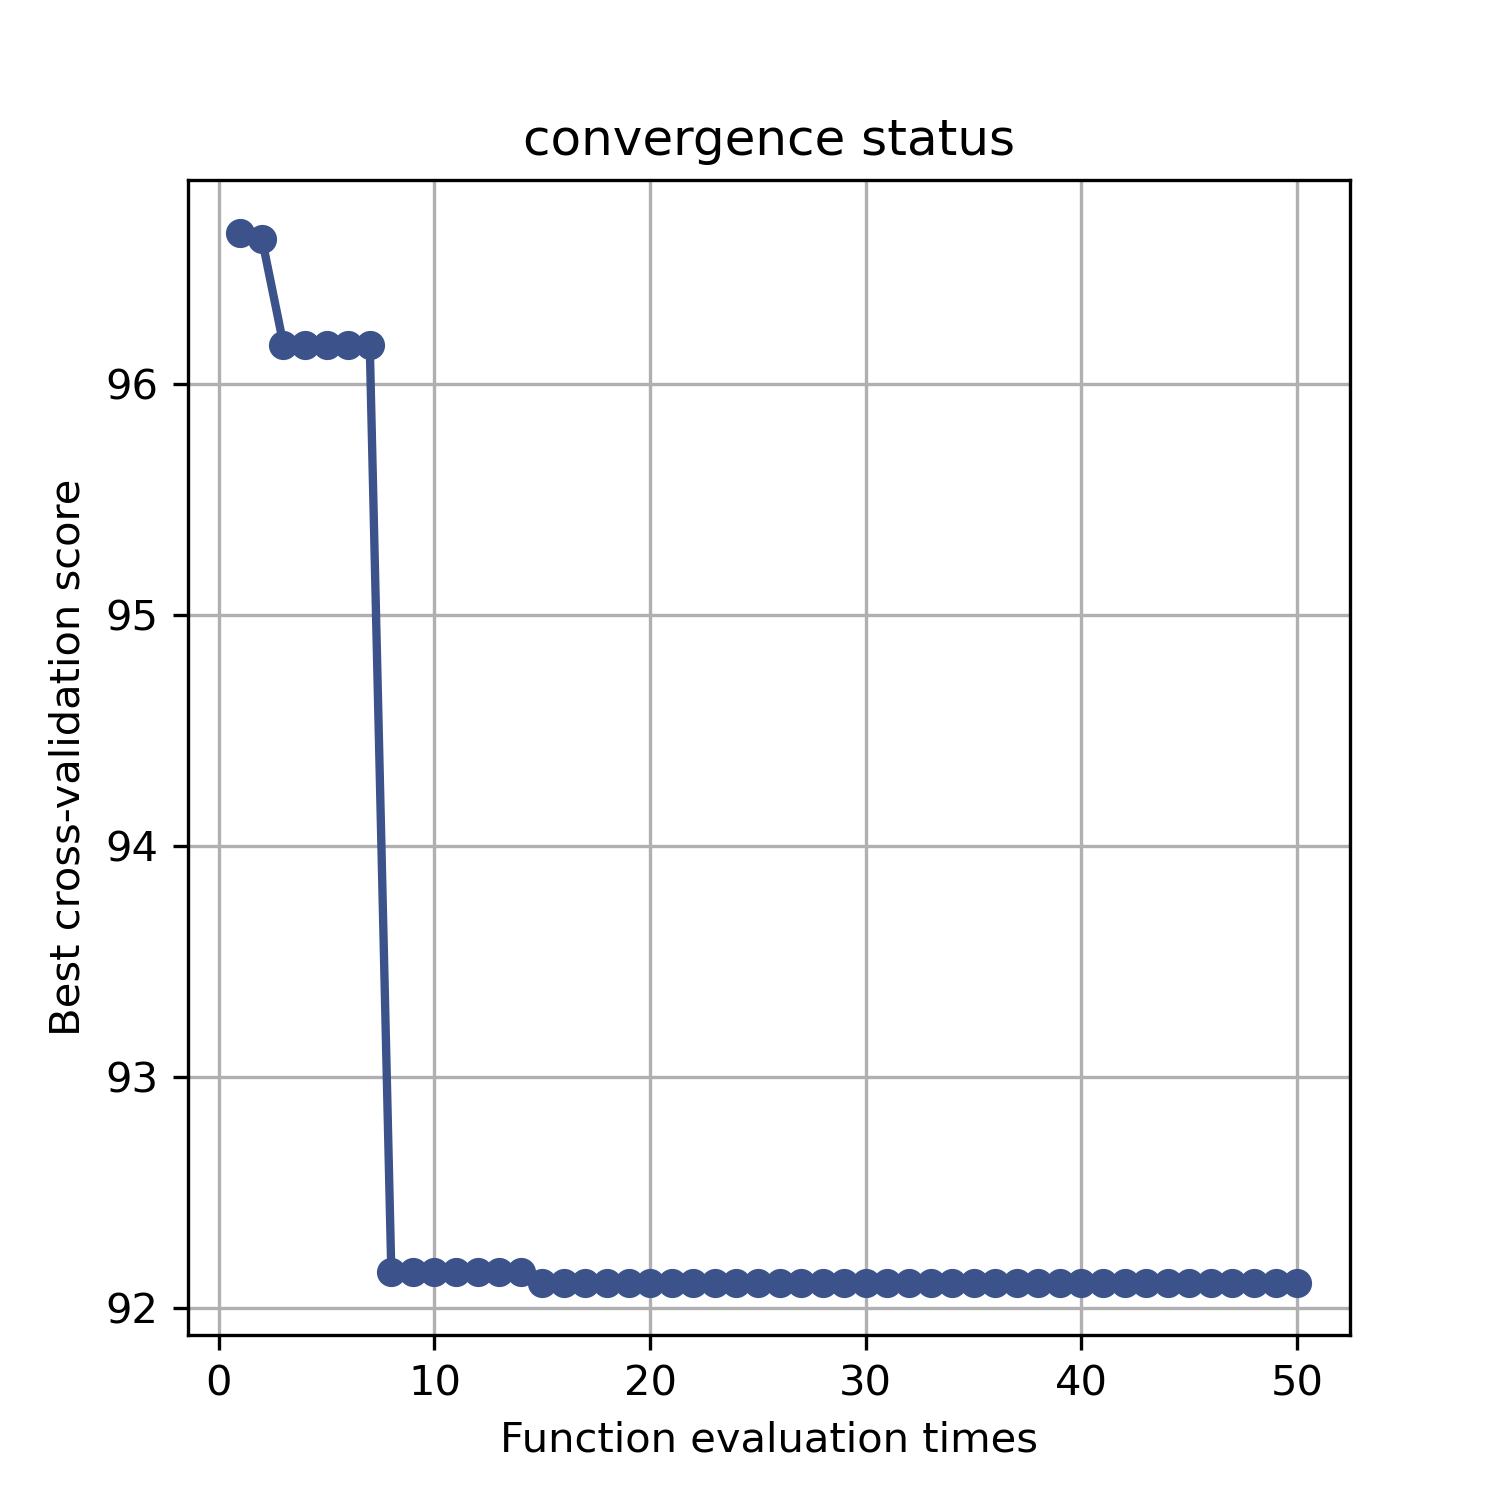 convergence status
Best cross-validation score
96
95
94
93
92
0 10 20 30 40 50
Function evaluation times